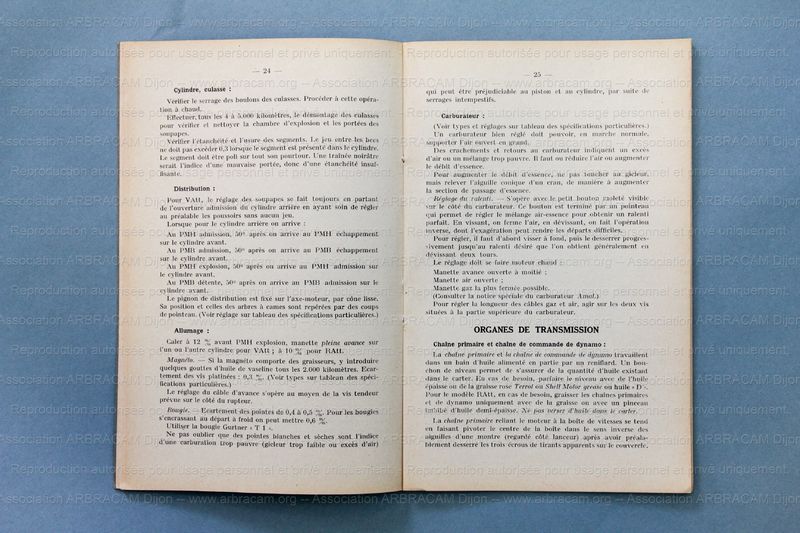 — 24 —
Cylindre, culasse :
Vérifier le serrage des boulons des culasses. Procéder à cette opéra-
tion à chaud.
Effectuer, tous les 4 à 5.000 kilomètres, le démontage des culasses
pour vérifier et nettoyer la chambre d'explosion et les portées des
soupapes.
Vérifier l'étanchéité et l'usure des segments. Le jeu entre les becs
ne doit pas excéder 0,3 lorsque le segment est présenté dans le cylindre.
Le segment doit être poli sur tout son pourtour. Une traînée noirâtre
serait l'indice d'une mauvaise portée, donc d'une étanchéité insuf-
fisante.
Distribution :
Pour VAH, le réglage des soupapes se fait toujours en partant
de l'ouverture admission du cylindre arrière en ayant soin de régler
au préalable les poussoirs sans aucun jeu.
Lorsque pour le cylindre arrière on arrive :
Au PMH admission, 50° après on arrive au PMH échappement
sur le cylindre avant.
Au PMB admission, 50° après on arrive au PMB échappement
sur le cylindre avant.
Au PMH explosion, 50° après on arrive au PMH admission sur
le cylindre avant.
Au PMB détente, 50° après on arrive au PMB admission sur le
cylindre avant.
Le pignon de distribution est fixé sur l'axe-moteur, par cône lisse.
Sa position et celles des arbres à cames sont repérées par des coups
de pointeau. (Voir réglage sur tableau des spécifications particulières.)
Allumage :
Caler à 12 ‰ avant PMH explosion, manette pleine avance sur
l'un ou l'autre cylindre pour VAH ; à 10 ‰ pour RAH.
Magnéto. — Si la magnéto comporte des graisseurs, y introduire
quelques gouttes d'huile de vaseline tous les 2.000 kilomètres. Ecar-
tement des vis platinées : 0,3 ‰. (Voir types sur tableau des spéci-
fications particulières.)
Le réglage du câble d'avance s'opère au moyen de la vis tendeur
prévue sur le côté du rupteur.
Bougie. — Ecartement des pointes de 0,4 à 0,5 ‰. Pour les bougies
s'encrassant au départ à froid on peut mettre 0,6 ‰.
Utiliser la bougie Gurtner « T 1 ».
Ne pas oublier que des pointes blanches et sèches sont l'indice
d'une carburation trop pauvre (gicleur trop faible ou excès d'air)
— 25 —
qui peut être préjudiciable au piston et au cylindre, par suite de
serrages intempestifs.
Carburateur :
(Voir types et réglages sur tableau des spécifications particulières.)
Un carburateur bien réglé doit pouvoir, en marche normale,
supporter l'air ouvert en grand.
Des crachements et retours au carburateur indiquent un excès
d'air ou un mélange trop pauvre. Il faut ou réduire l'air ou augmenter
le débit d'essence.
Pour augmenter le débit d'essence, ne pas toucher au gicleur,
mais relever l'aiguille conique d'un cran, de manière à augmenter
la section de passage d'essence.
Réglage du ralenti. — S'opère avec le petit bouton moleté visible
sur le côté du carburateur. Ce bouton est terminé par un pointeau
qui permet de régler le mélange air-essence pour obtenir un ralenti
parfait. En vissant, on ferme l'air, en dévissant, on fait l'opération
inverse, dont l'exagération peut rendre les départs difficiles.
Pour régler, il faut d'abord visser à fond, puis le desserrer progres-
sivement jusqu'au ralenti désiré que l'on obtient généralement en
dévissant deux tours.
Le réglage doit se faire moteur chaud :
Manette avance ouverte à moitié ;
Manette air ouverte ;
Manette gaz la plus fermée possible.
(Consulter la notice spéciale du carburateur Amal.)
Pour régler la longueur des câbles gaz et air, agir sur les deux vis
situées à la partie supérieure du carburateur.
ORGANES DE TRANSMISSION
Chaîne primaire et chaîne de commande de dynamo :
La chaîne primaire et la chaîne de commande de dynamo travaillent
dans un bain d'huile alimenté en partie par un reniflard. Un bou-
chon de niveau permet de s'assurer de la quantité d'huile existant
dans le carter. En cas de besoin, parfaire le niveau avec de l'huile
épaisse ou de la graisse rose Terrot ou Shell Mobie grease ou huile « D ».
Pour le modèle RAH, en cas de besoin, graisser les chaînes primaires
et de dynamo uniquement avec de la graisse ou avec un pinceau
imbibé d'huile demi-épaisse. Ne pas verser d'huile dans le carter.
La chaîne primaire reliant le moteur à la boîte de vitesses se tend
en faisant pivoter le centre de la boîte dans le sens inverse des
aiguilles d'une montre (regardé côté lanceur) après avoir préala-
blement desserré les trois écrous de tirants apparents sur le couvercle.
Reproduction autorisée pour usage personnel et privé uniquement.
Association ARBRACAM Dijon -- www.arbracam.org